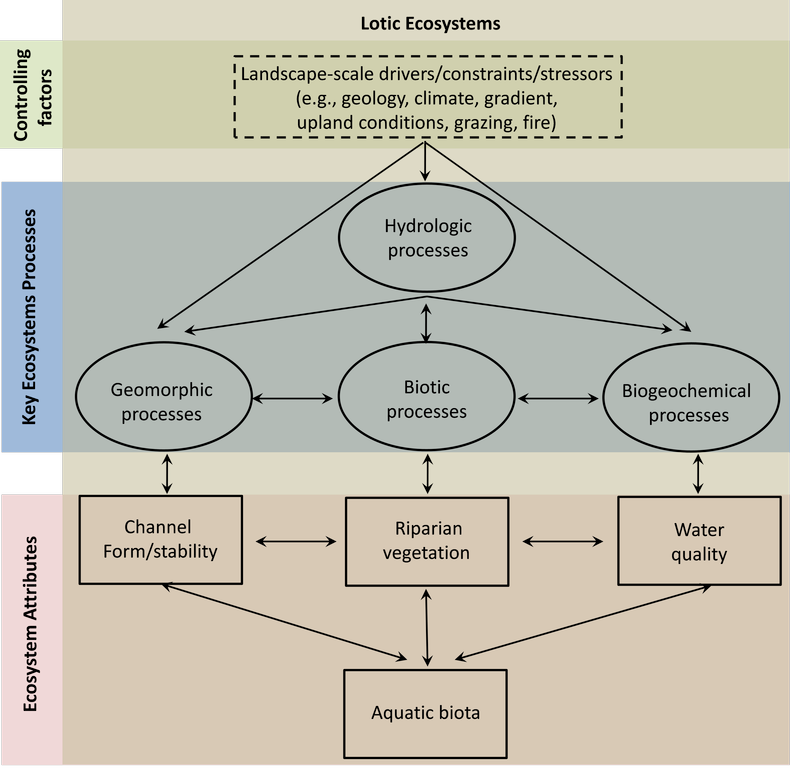 Lotic Ecosystems
Controlling
factors
Landscape-scale drivers/constraints/stressors
(e.g., geology, climate, gradient,
upland conditions, grazing, fire)
Key Ecosystems Processes
Hydrologic
processes
Geomorphic
processes
Biotic
processes
Biogeochemical
processes
Ecosystem Attributes
Channel
Form/stability
Riparian
vegetation
Water
quality
Aquatic biota